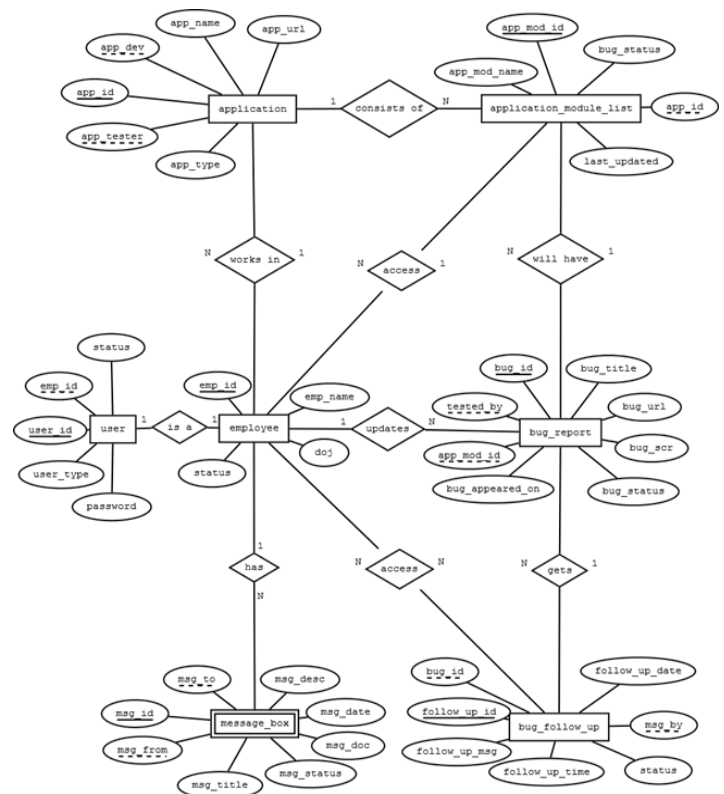 app_name
app_url
app_dev
app_id
application
app_tester
app_type
1
consists of
N
app_mod_id
bug_status
app_mod_name
application_module_list
app_id
last_updated
N
works in
1
N
access
1
N
will have
1
status
emp_id
user_id
user
user_type
password
1
is a
1
emp_id
emp_name
employee
doj
status
1
updates
N
bug_id
bug_title
tested_by
bug_url
bug_report
app_mod_id
bug_scr
bug_appeared_on
bug_status
1
has
N
N
access
N
N
gets
1
msg_to
msg_desc
msg_id
msg_date
message_box
msg_from
msg_doc
msg_title
msg_status
bug_id
follow_up_date
follow_up_id
msg_by
bug_follow_up
follow_up_msg
follow_up_time
status